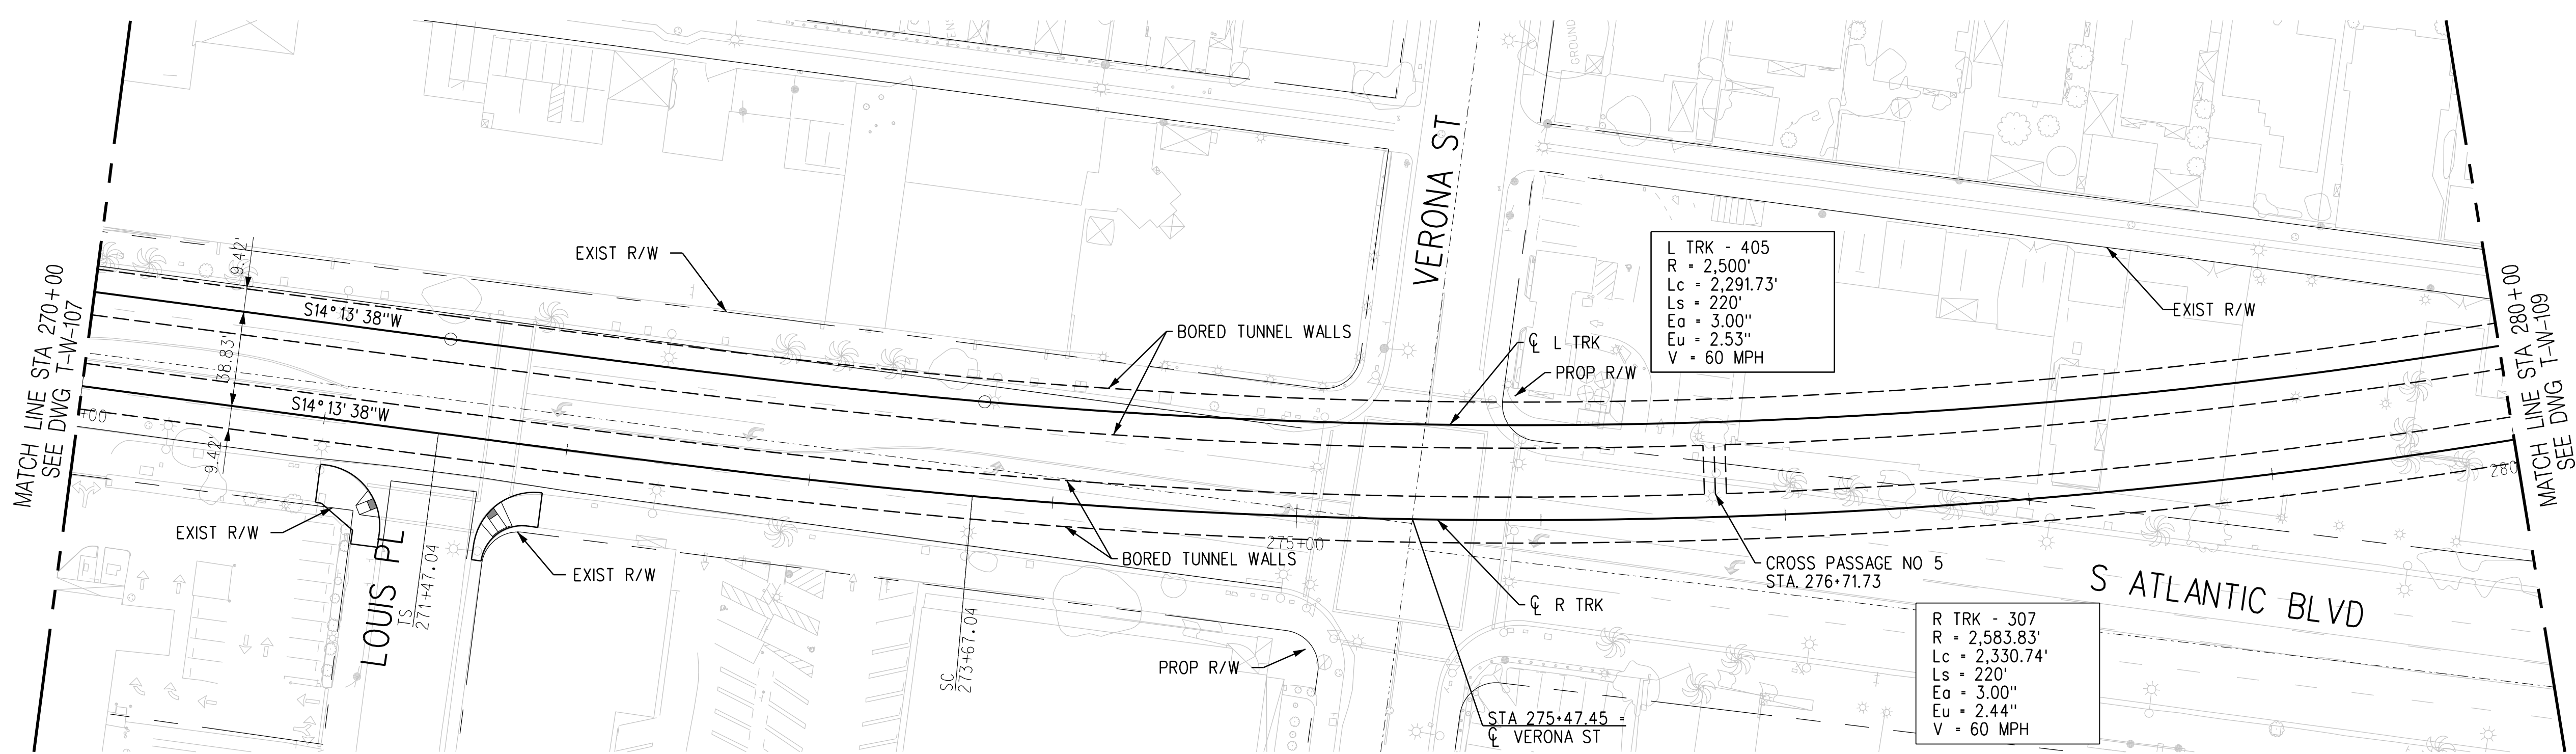 MATCH LINE STA 270+00
SEE DWG T-W-107
9.42'
38.83'
9.42'
+00
S14°13'38"W
S14°13'38"W
EXIST R/W
EXIST R/W
EXIST R/W
LOUIS PL
TS
271+47.04
SC
273+67.04
BORED TUNNEL WALLS
BORED TUNNEL WALLS
275+00
PROP R/W
VERONA ST
GROUND
℄ L TRK
PROP R/W
L TRK - 405
R = 2,500'
Lc = 2,291.73'
Ls = 220'
Ea = 3.00"
Eu = 2.53"
V = 60 MPH
EXIST R/W
CROSS PASSAGE NO 5
STA. 276+71.73
℄ R TRK
STA 275+47.45 =
℄ VERONA ST
S ATLANTIC BLVD
R TRK - 307
R = 2,583.83'
Lc = 2,330.74'
Ls = 220'
Ea = 3.00"
Eu = 2.44"
V = 60 MPH
280
MATCH LINE STA 280+00
SEE DWG T-W-109